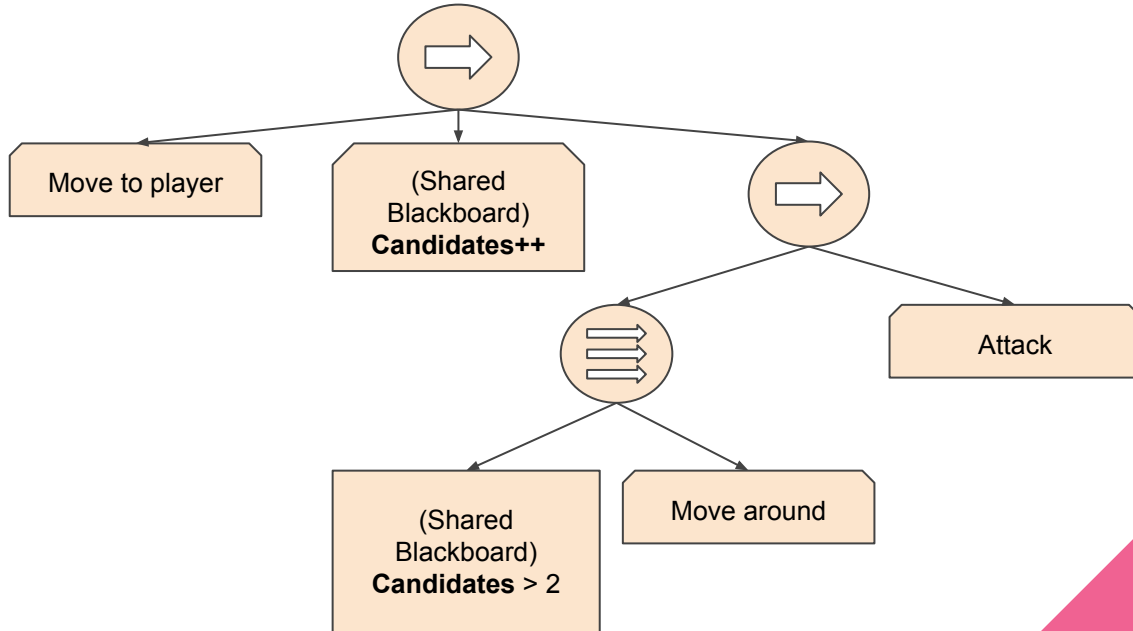 Move to player
(Shared
Blackboard)
Candidates++
Attack
(Shared
Blackboard)
Candidates > 2
Move around